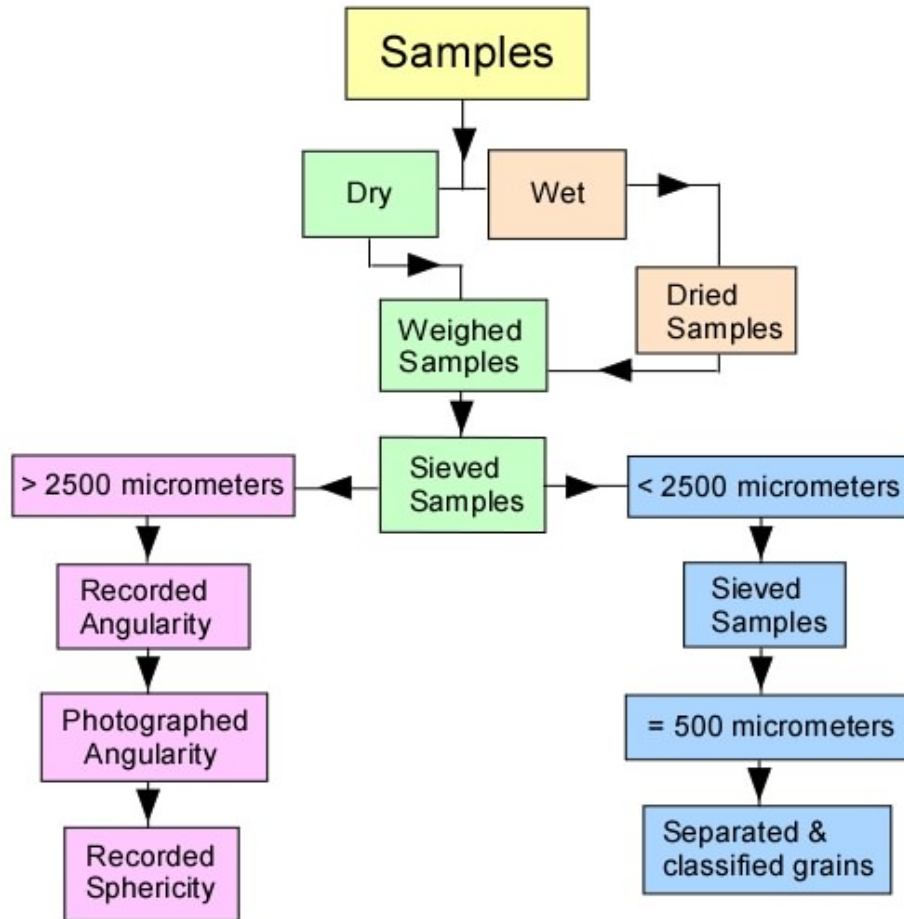 Samples
Dry
Wet
Dried
Samples
Weighed
Samples
Sieved
Samples
> 2500 micrometers
< 2500 micrometers
Recorded
Angularity
Sieved
Samples
Photographed
Angularity
= 500 micrometers
Recorded
Sphericity
Separated &
classified grains